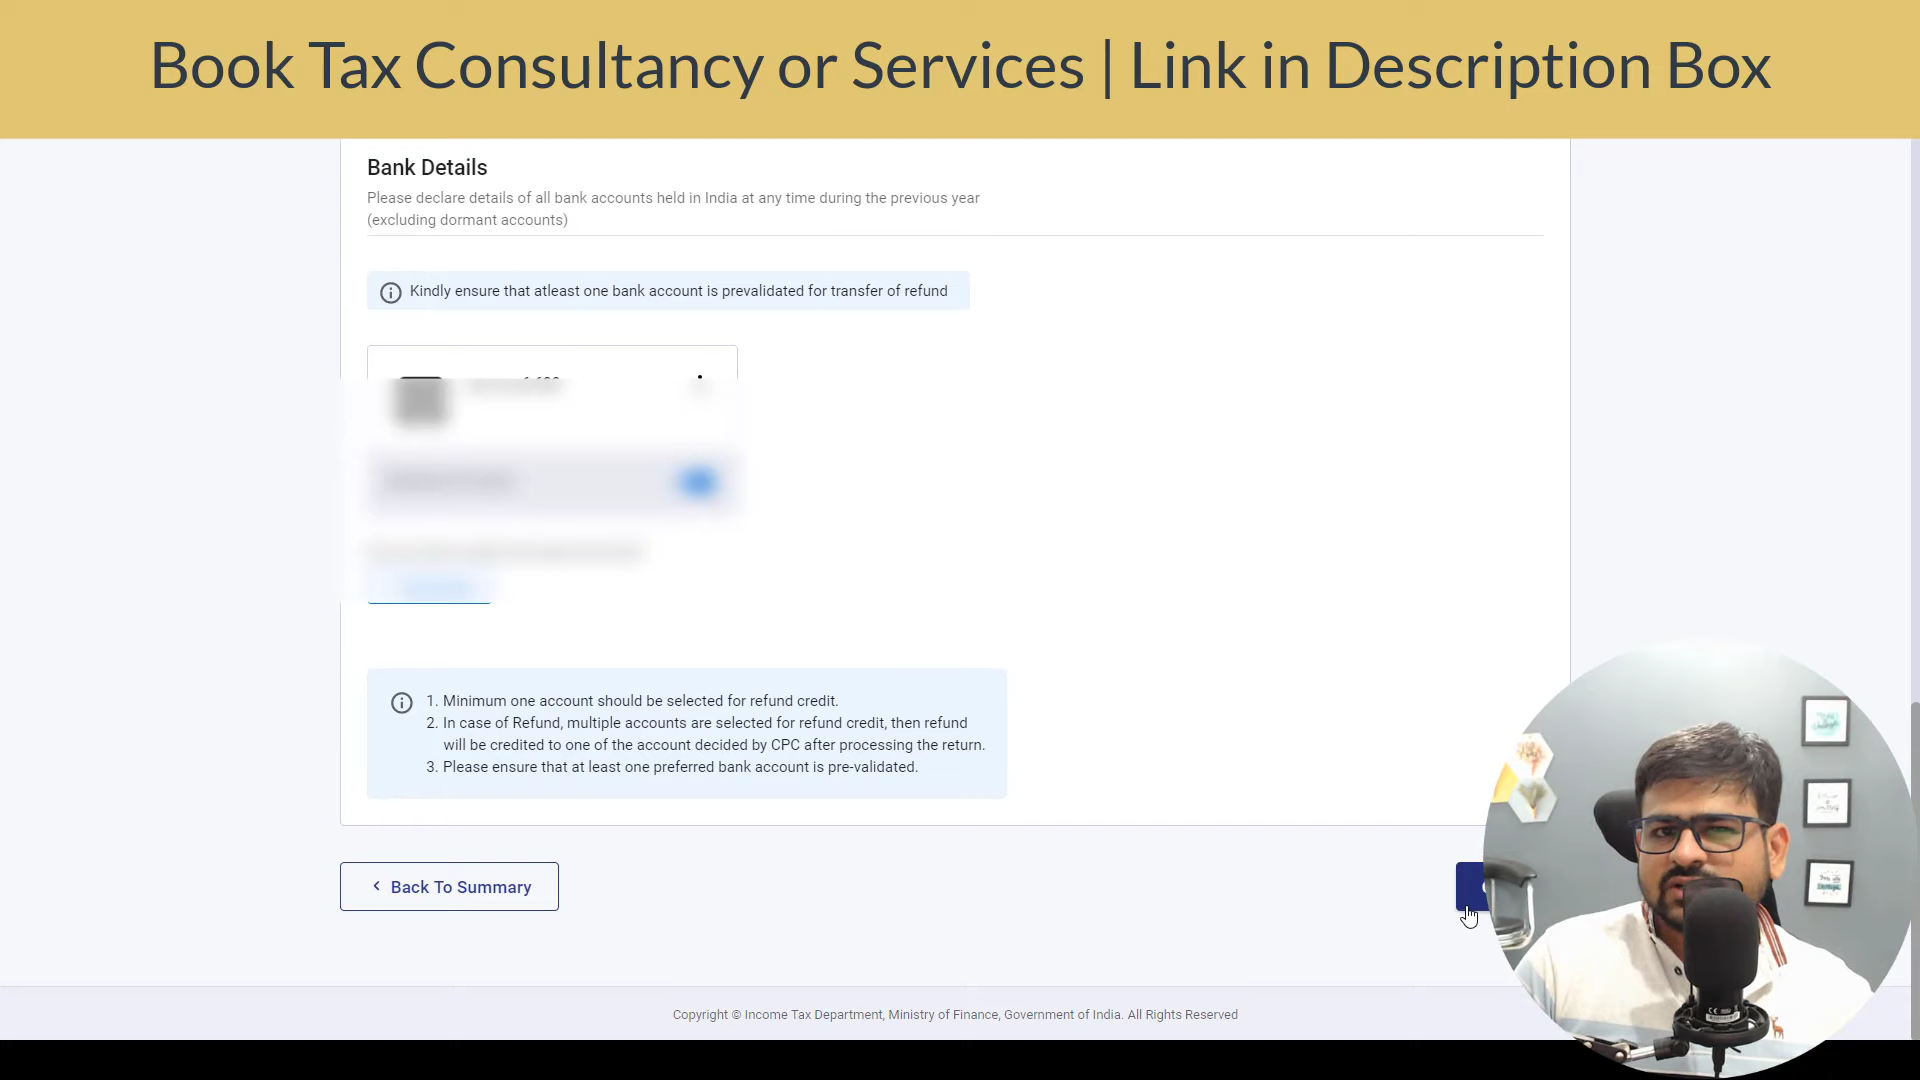 Book Tax Consultancy or Services | Link in Description Box
Bank Details
Please declare details of all bank accounts held in India at any time during the previous year
(excluding dormant accounts)
Kindly ensure that atleast one bank account is prevalidated for transfer of refund
1. Minimum one account should be selected for refund credit.
2. In case of Refund, multiple accounts are selected for refund credit, then refund
will be credited to one of the account decided by CPC after processing the return.
3. Please ensure that at least one preferred bank account is pre-validated.
Back To Summary
Copyright © Income Tax Department, Ministry of Finance, Government of India. All Rights Reserved